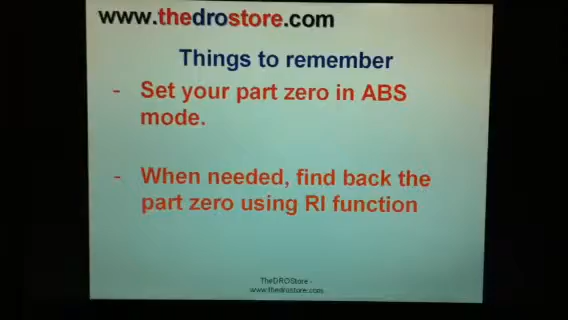 www.thedrostore.com
Things to remember
- Set your part zero in ABS
mode.
- When needed, find back the
part zero using RI function
TheDROStore -
www.thedrostore.com